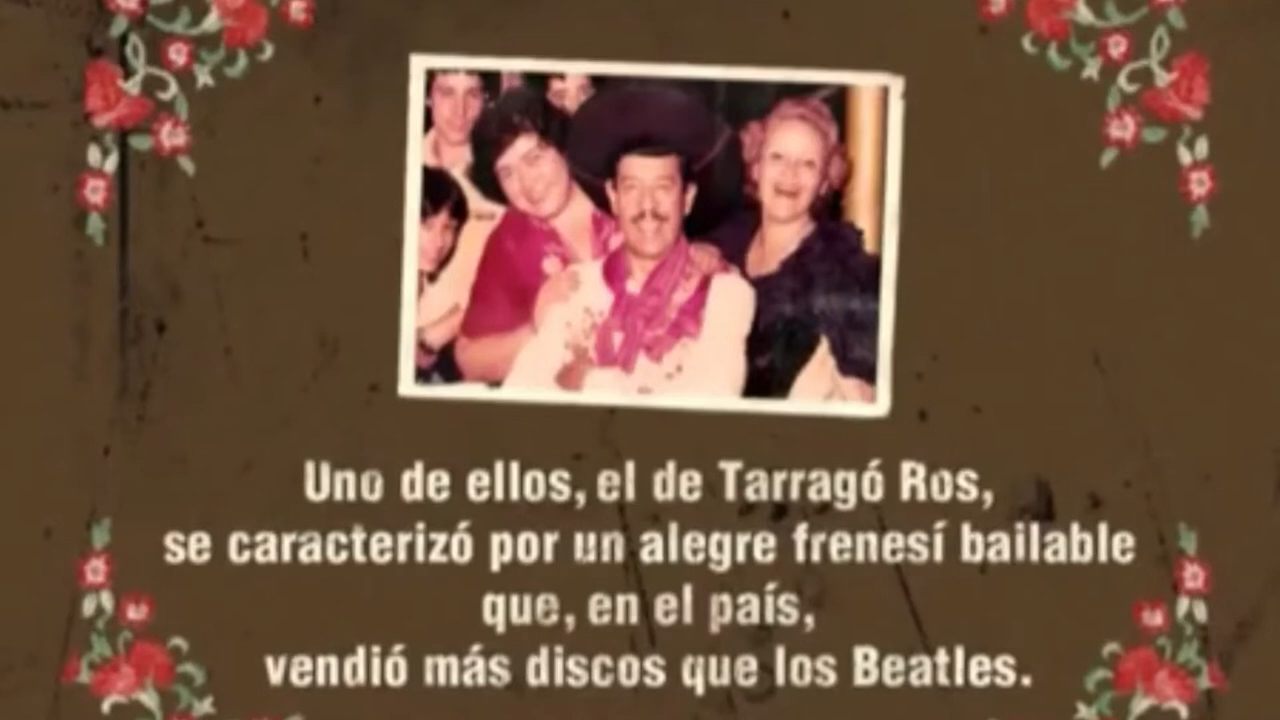 Uno de ellos, el de Tarragó Ros,
se caracterizó por un alegre frenesí bailable
que, en el país,
vendió más discos que los Beatles.